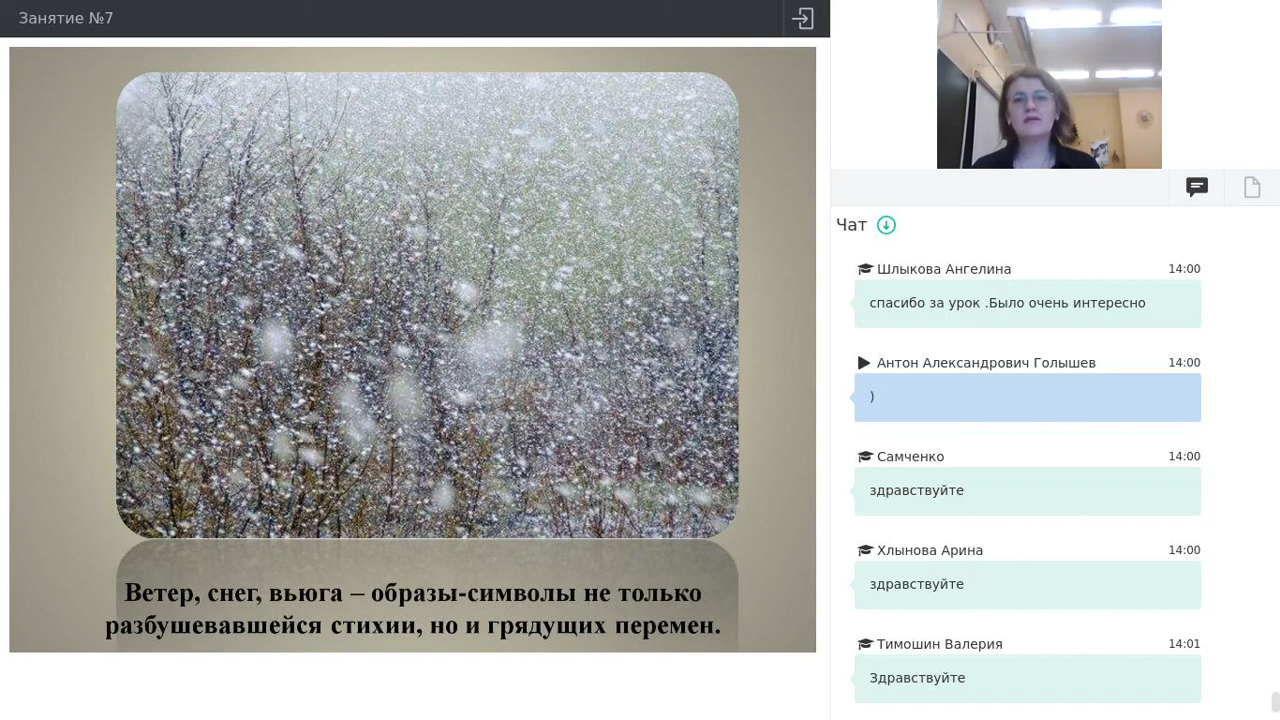 Занятие №7
Ветер, снег, вьюга – образы-символы не только
разбушевавшейся стихии, но и грядущих перемен.
Чат
Шлыкова Ангелина 14:00
спасибо за урок .Было очень интересно
Антон Александрович Голышев 14:00
)
Самченко 14:00
здравствуйте
Хлынова Арина 14:00
здравствуйте
Тимошин Валерия 14:01
Здравствуйте